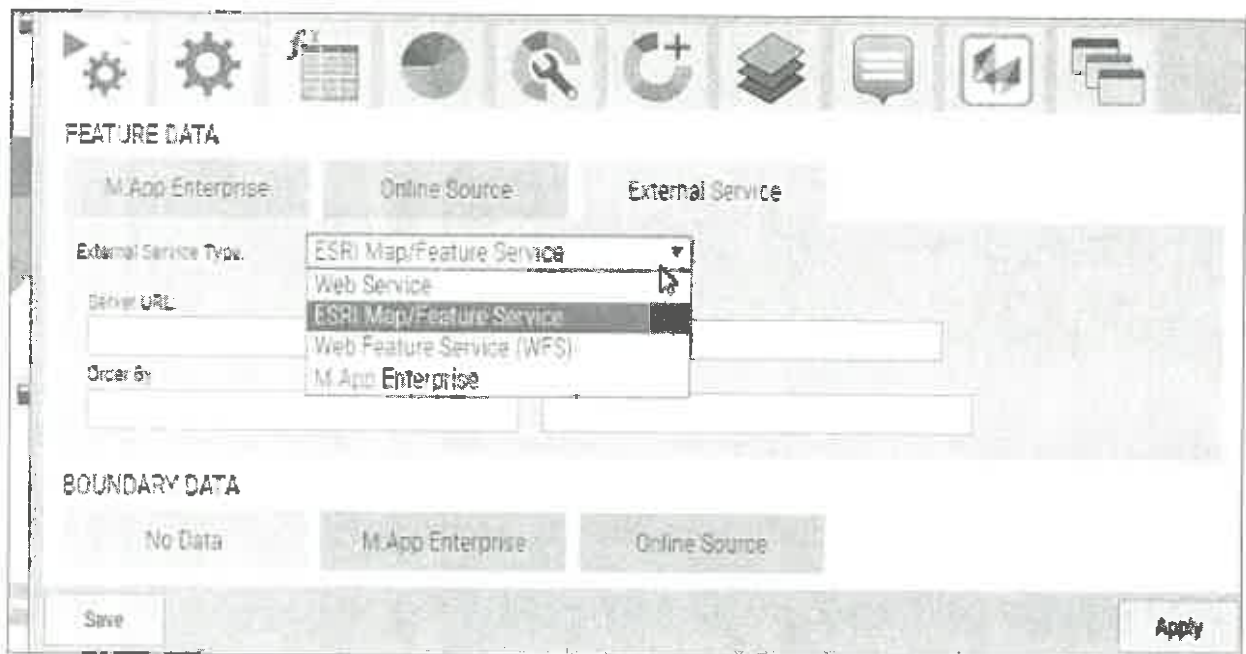 FEATURE DATA
M.App Enterprise Online Source External Service
External Service Type: ESRI Map/Feature Service
Web Service
Server URL:
ESRI Map/Feature Service
Web Feature Service (WFS)
Order By
M.App Enterprise
BOUNDARY DATA
No Data M.App Enterprise Online Source
Save Apply